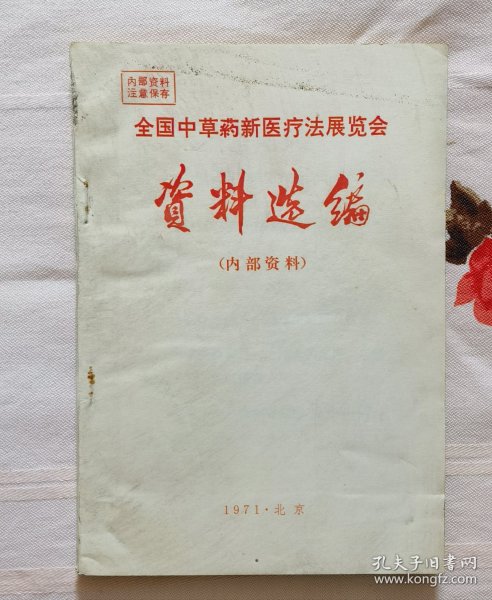 内部资料
注意保存
全国中草药新医疗法展览会
资料选编
(内部资料)
1971·北京
孔夫子旧书网
www.kongfz.com